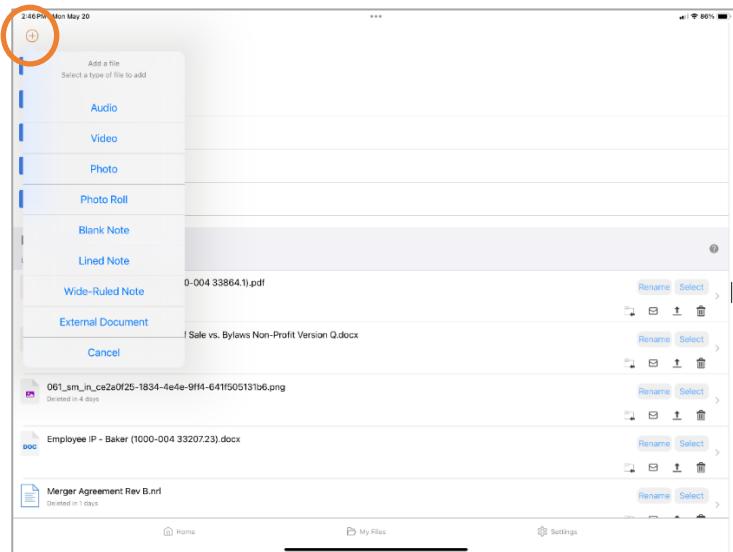 2:46 PM Mon May 20
86%
Add a file
Select a type of file to add
Audio
Video
Photo
Photo Roll
Blank Note
Lined Note
Wide-Ruled Note
External Document
Cancel
0-004 33864.1).pdf
Rename Select
f Sale vs. Bylaws Non-Profit Version Q.docx
Rename Select
061_sm_in_ce2a0f25-1834-4e4e-9ff4-641f505131b6.png
Deleted in 4 days
Rename Select
DOC
Employee IP - Baker (1000-004 33207.23).docx
Rename Select
Merger Agreement Rev B.nrl
Deleted in 1 days
Rename Select
Home
My Files
Settings